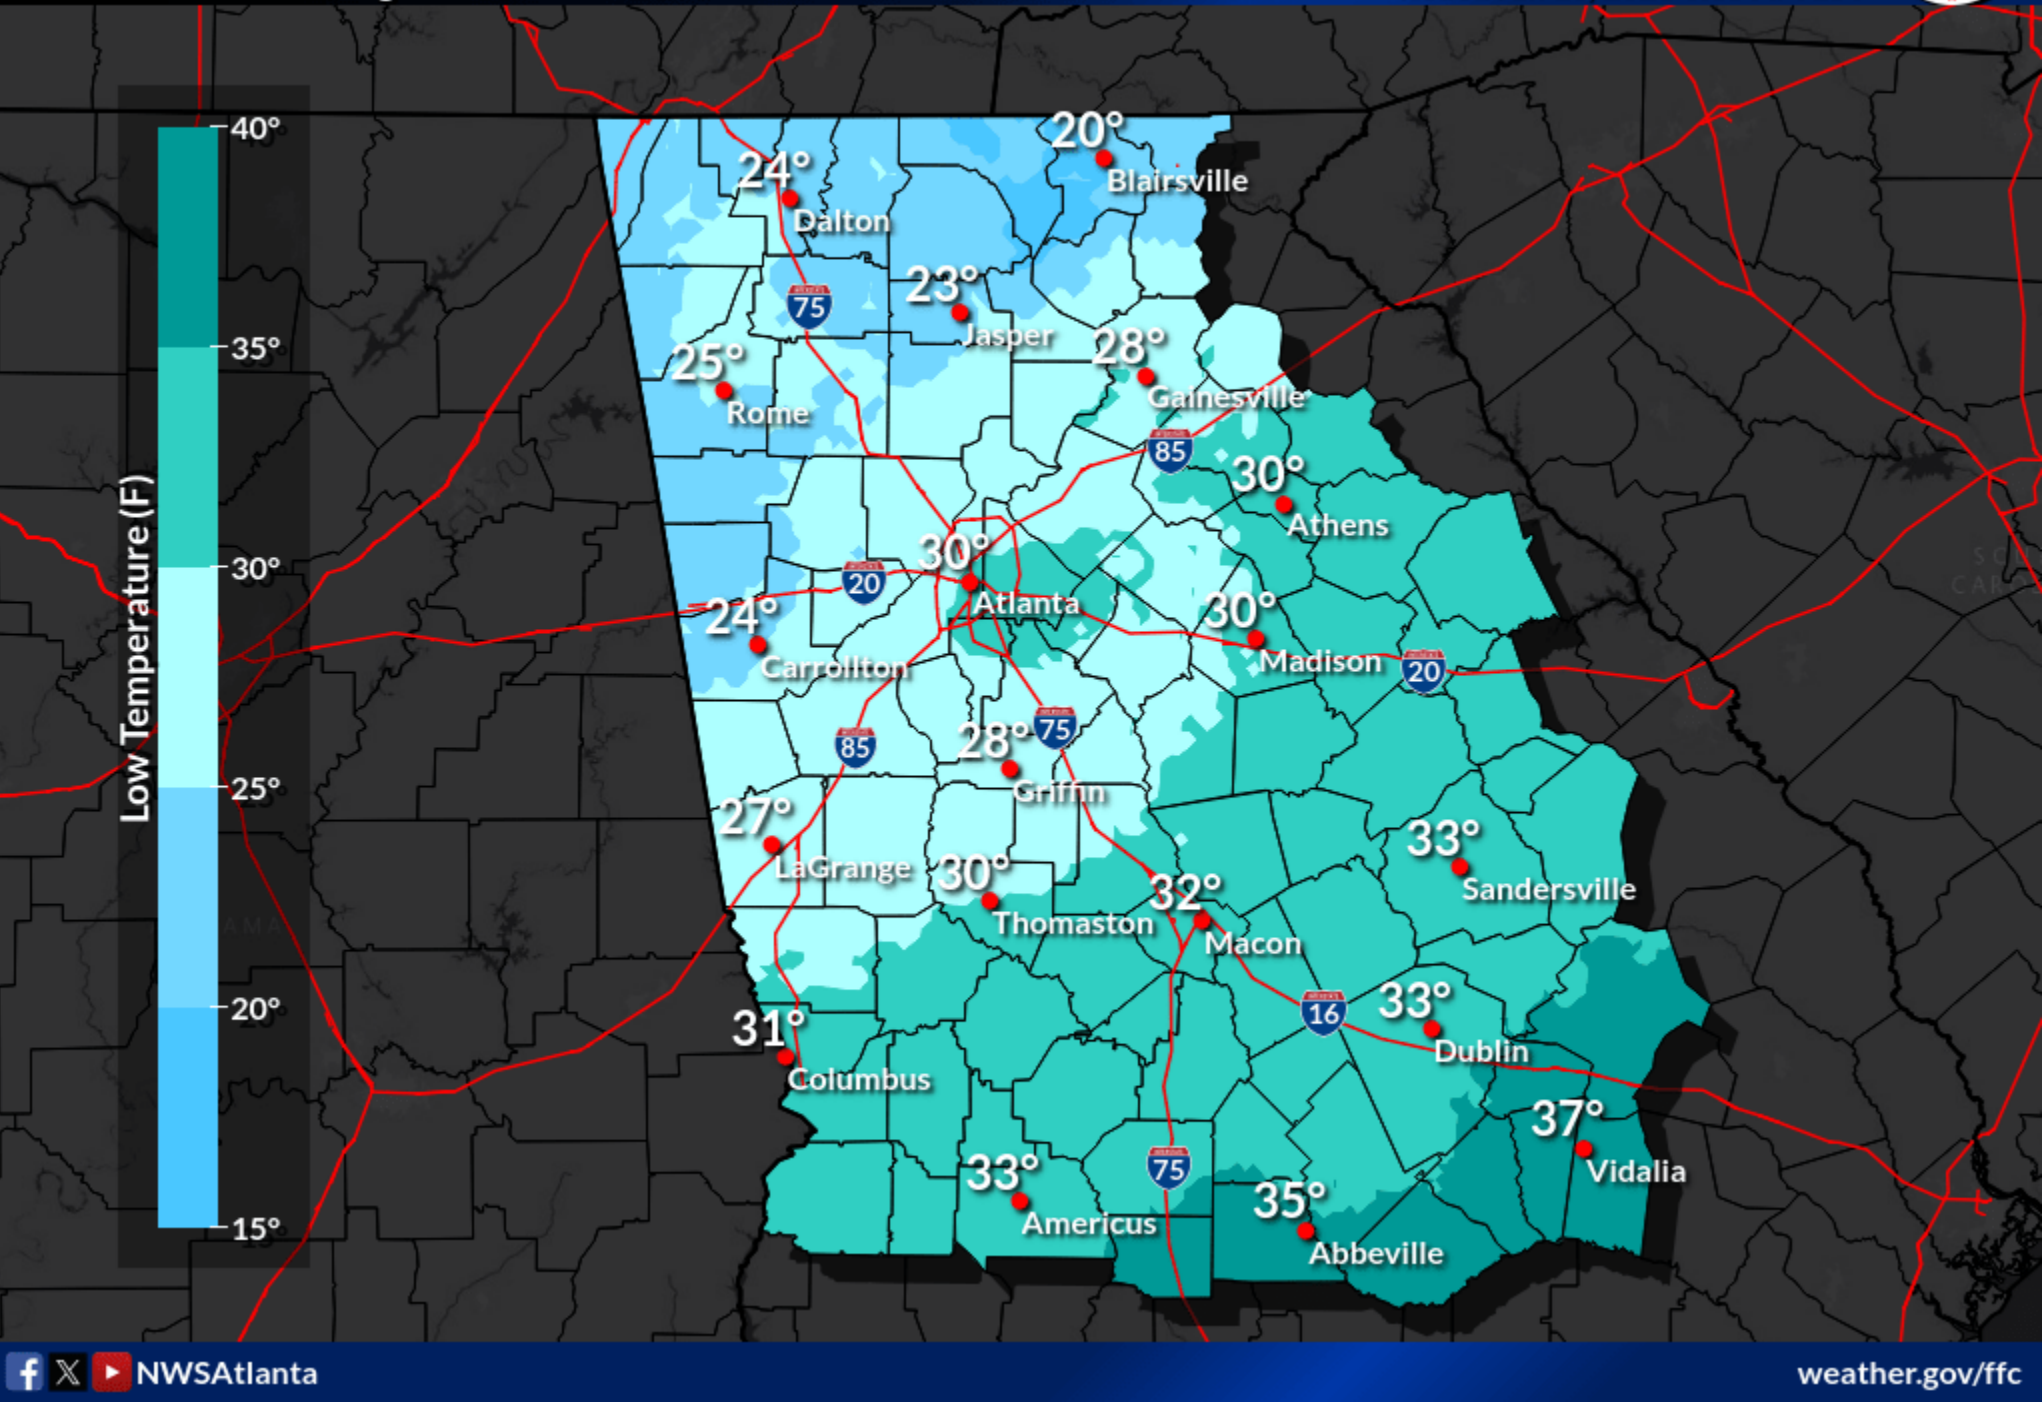 40°
35°
30°
25°
20°
15°
Low Temperature (F)
20°
Blairsville
24°
Dalton
23°
Jasper
75
28°
Gainesville
25°
Rome
85
30°
Athens
30°
Atlanta
20
24°
Carrollton
30°
Madison
20
28°
Griffin
75
85
27°
LaGrange
30°
Thomaston
32°
Macon
33°
Sandersville
31°
Columbus
16
33°
Dublin
37°
Vidalia
33°
Americus
75
35°
Abbeville
NWSAtlanta
weather.gov/ffc